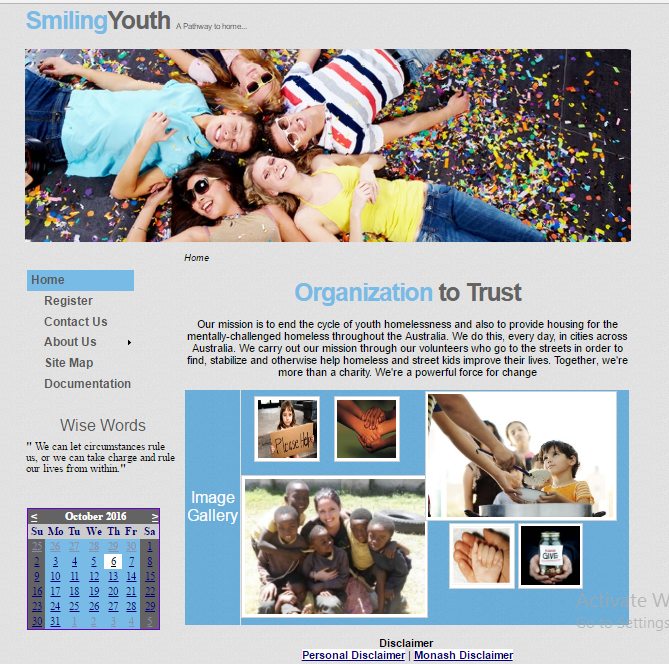 SmilingYouth A Pathway to home...
Home
Home
Register
Contact Us
About Us
Site Map
Documentation
Organization to Trust
Our mission is to end the cycle of youth homelessness and also to provide housing for the
mentally-challenged homeless throughout the Australia. We do this, every day, in cities across
Australia. We carry out our mission through our volunteers who go to the streets in order to
find, stabilize and otherwise help homeless and street kids improve their lives. Together, we're
more than a charity. We're a powerful force for change
Wise Words
" We can let circumstances rule
us, or we can take charge and rule
our lives from within."
< October 2016 >
Su Mo Tu We Th Fr Sa
25 26 27 28 29 30 1
2 3 4 5 6 7 8
9 10 11 12 13 14 15
16 17 18 19 20 21 22
23 24 25 26 27 28 29
30 31 1 2 3 4 5
Image
Gallery
Please Help
GIVE
Activate W
Go to Settings
Disclaimer
Personal Disclaimer | Monash Disclaimer